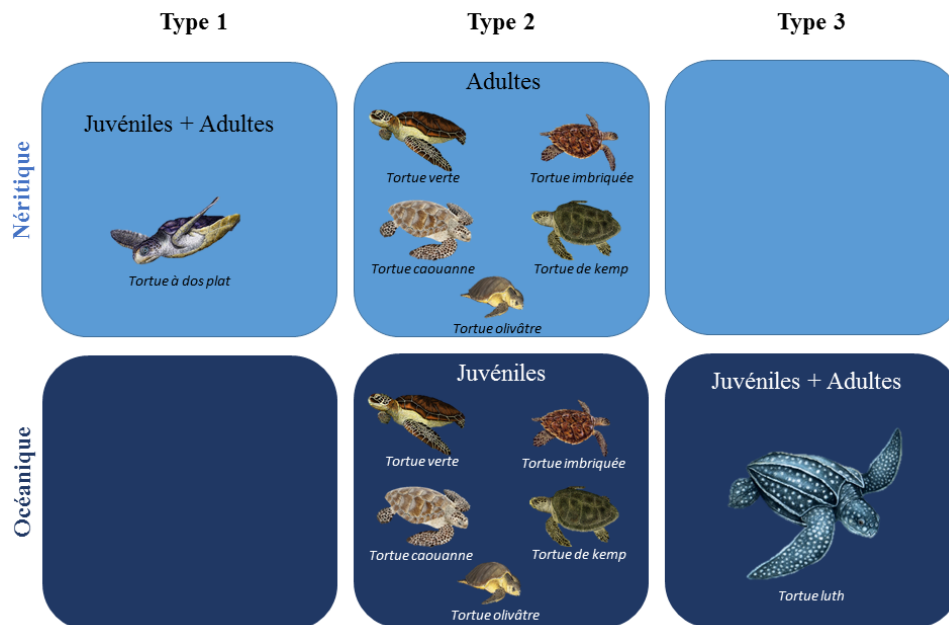 Type 1
Type 2
Type 3
Néritique
Juvéniles + Adultes
Tortue à dos plat
Adultes
Tortue verte
Tortue imbriquée
Tortue caouanne
Tortue de kemp
Tortue olivâtre
Océanique
Juvéniles
Tortue verte
Tortue imbriquée
Tortue caouanne
Tortue de kemp
Tortue olivâtre
Juvéniles + Adultes
Tortue luth